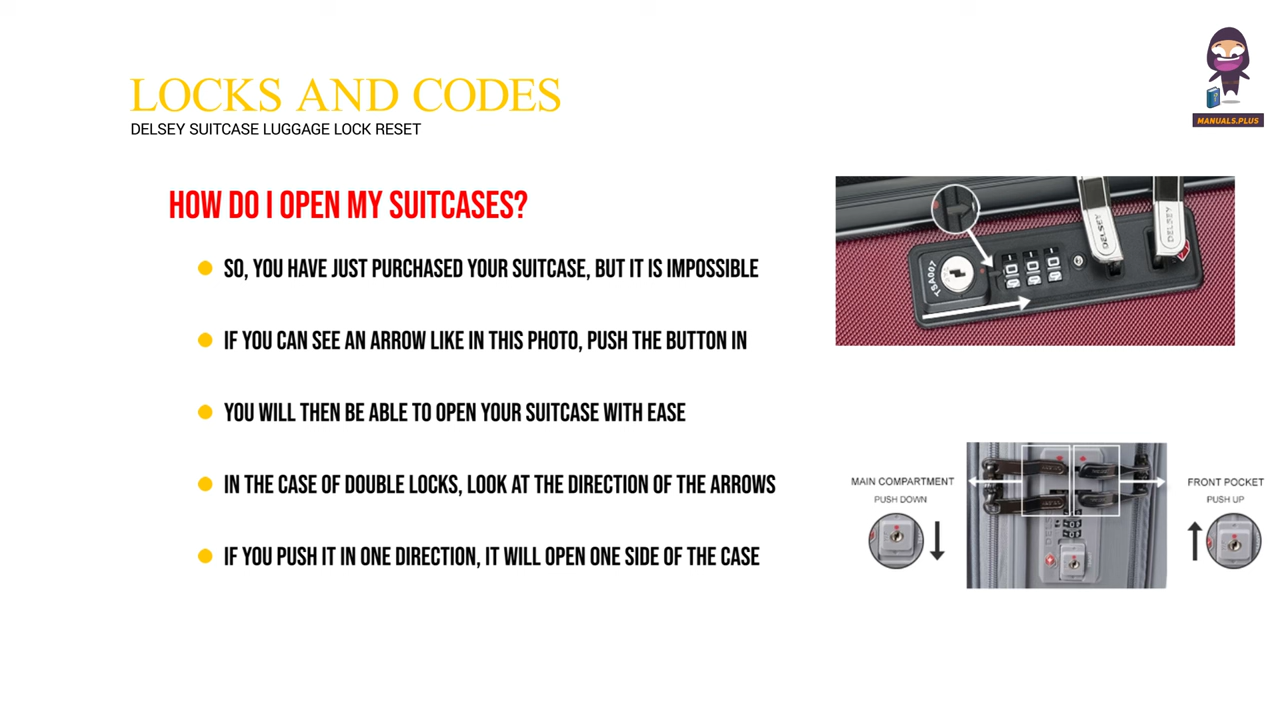 LOCKS AND CODES
DELSEY SUITCASE LUGGAGE LOCK RESET
MANUALS.PLUS
HOW DO I OPEN MY SUITCASES?
SO, YOU HAVE JUST PURCHASED YOUR SUITCASE, BUT IT IS IMPOSSIBLE
IF YOU CAN SEE AN ARROW LIKE IN THIS PHOTO, PUSH THE BUTTON IN
YOU WILL THEN BE ABLE TO OPEN YOUR SUITCASE WITH EASE
IN THE CASE OF DOUBLE LOCKS, LOOK AT THE DIRECTION OF THE ARROWS
IF YOU PUSH IT IN ONE DIRECTION, IT WILL OPEN ONE SIDE OF THE CASE
TSA007
DELSEY
DELSEY
MAIN COMPARTMENT
PUSH DOWN
FRONT POCKET
PUSH UP